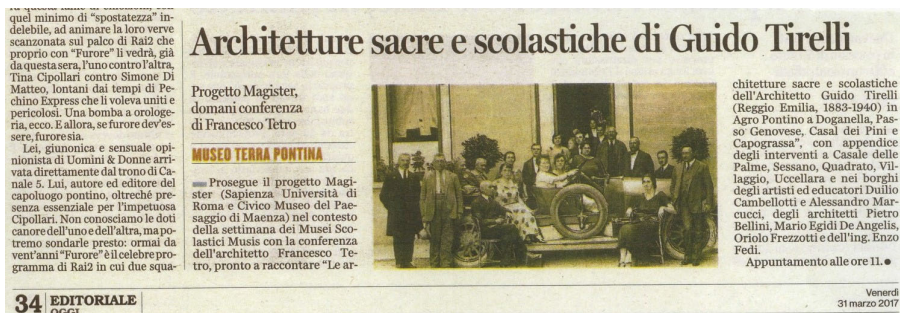 quel minimo di "spostatezza" in-
delebile, ad animare la loro verve
scanzonata sul palco di Rai2 che
proprio con "Furore" li vedrà, già
da questa sera, l'uno contro l'altra,
Tina Cipollari contro Simone Di
Matteo, lontani dai tempi di Pe-
chino Express che li voleva uniti e
pericolosi. Una bomba a orologe-
ria, ecco. E allora, se furore dev'es-
sere, furore sia.
Lei, giunonica e sensuale opi-
nionista di Uomini & Donne arri-
vata direttamente dal trono di Ca-
nale 5. Lui, autore ed editore del
capoluogo pontino, oltreché pre-
senza essenziale per l'impetuosa
Cipollari. Non conosciamo le doti
canore dell'uno e dell'altra, ma po-
tremo sondarle presto: ormai da
vent'anni "Furore" è il celebre pro-
gramma di Rai2 in cui due squa-
Architetture sacre e scolastiche di Guido Tirelli
Progetto Magister,
domani conferenza
di Francesco Tetro
MUSEO TERRA PONTINA
Prosegue il progetto Magi-
ster (Sapienza Università di
Roma e Civico Museo del Pae-
saggio di Maenza) nel contesto
della settimana dei Musei Sco-
lastici Musis con la conferenza
dell'architetto Francesco Te-
tro, pronto a raccontare "Le ar-
chitetture sacre e scolastiche
dell'Architetto Guido Tirelli
(Reggio Emilia, 1883-1940) in
Agro Pontino a Doganella, Pas-
so Genovese, Casal dei Pini e
Capograssa", con appendice
degli interventi a Casale delle
Palme, Sessano, Quadrato, Vil-
laggio, Uccellara e nei borghi
degli artisti ed educatori Duilio
Cambellotti e Alessandro Mar-
cucci, degli architetti Pietro
Bellini, Mario Egidi De Angelis,
Oriolo Frezzotti e dell'ing. Enzo
Fedi.
Appuntamento alle ore 11.●
34 EDITORIALE
OGGI
Venerdì
31 marzo 2017